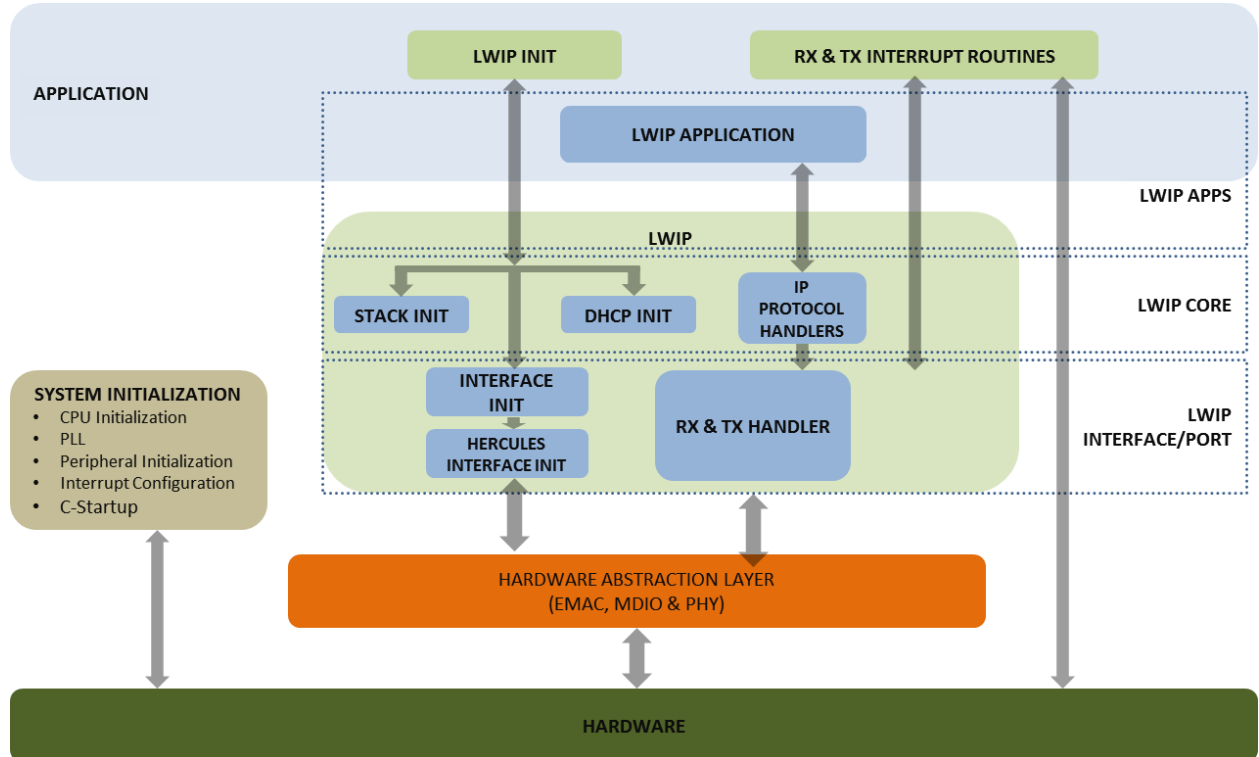 LWIP INIT
RX & TX INTERRUPT ROUTINES
APPLICATION
LWIP APPLICATION
LWIP APPS
LWIP
STACK INIT
DHCP INIT
IP
PROTOCOL
HANDLERS
LWIP CORE
SYSTEM INITIALIZATION
• CPU Initialization
• PLL
• Peripheral Initialization
• Interrupt Configuration
• C-Startup
INTERFACE
INIT
HERCULES
INTERFACE INIT
RX & TX HANDLER
LWIP
INTERFACE/PORT
HARDWARE ABSTRACTION LAYER
(EMAC, MDIO & PHY)
HARDWARE